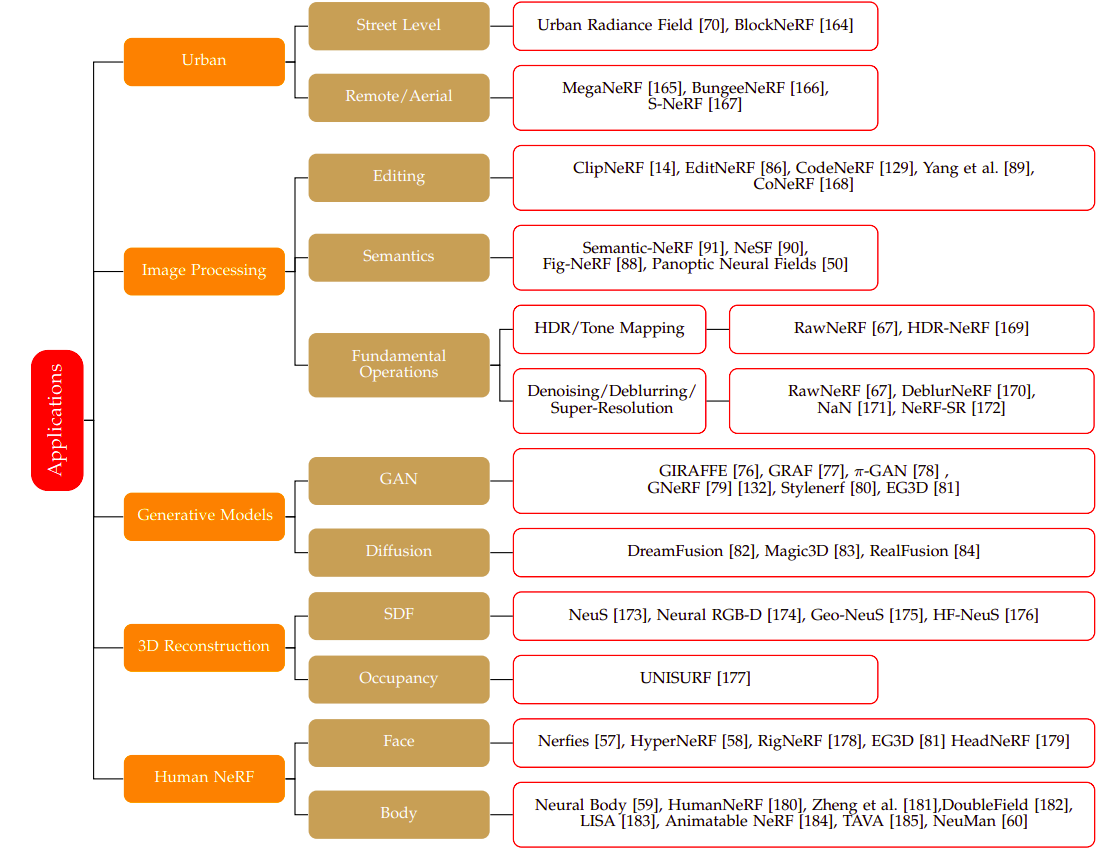 Applications
Urban
Street Level
Urban Radiance Field [70], BlockNeRF [164]
Remote/Aerial
MegaNeRF [165], BungeeNeRF [166],
S-NeRF [167]
Image Processing
Editing
ClipNeRF [14], EditNeRF [86], CodeNeRF [129], Yang et al. [89],
CoNeRF [168]
Semantics
Semantic-NeRF [91], NeSF [90],
Fig-NeRF [88], Panoptic Neural Fields [50]
Fundamental
Operations
HDR/Tone Mapping
RawNeRF [67], HDR-NeRF [169]
Denoising/Deblurring/
Super-Resolution
RawNeRF [67], DeblurNeRF [170],
NaN [171], NeRF-SR [172]
Generative Models
GAN
GIRAFFE [76], GRAF [77], π-GAN [78] ,
GNeRF [79] [132], Stylenerf [80], EG3D [81]
Diffusion
DreamFusion [82], Magic3D [83], RealFusion [84]
3D Reconstruction
SDF
NeuS [173], Neural RGB-D [174], Geo-NeuS [175], HF-NeuS [176]
Occupancy
UNISURF [177]
Human NeRF
Face
Nerfies [57], HyperNeRF [58], RigNeRF [178], EG3D [81] HeadNeRF [179]
Body
Neural Body [59], HumanNeRF [180], Zheng et al. [181],DoubleField [182],
LISA [183], Animatable NeRF [184], TAVA [185], NeuMan [60]